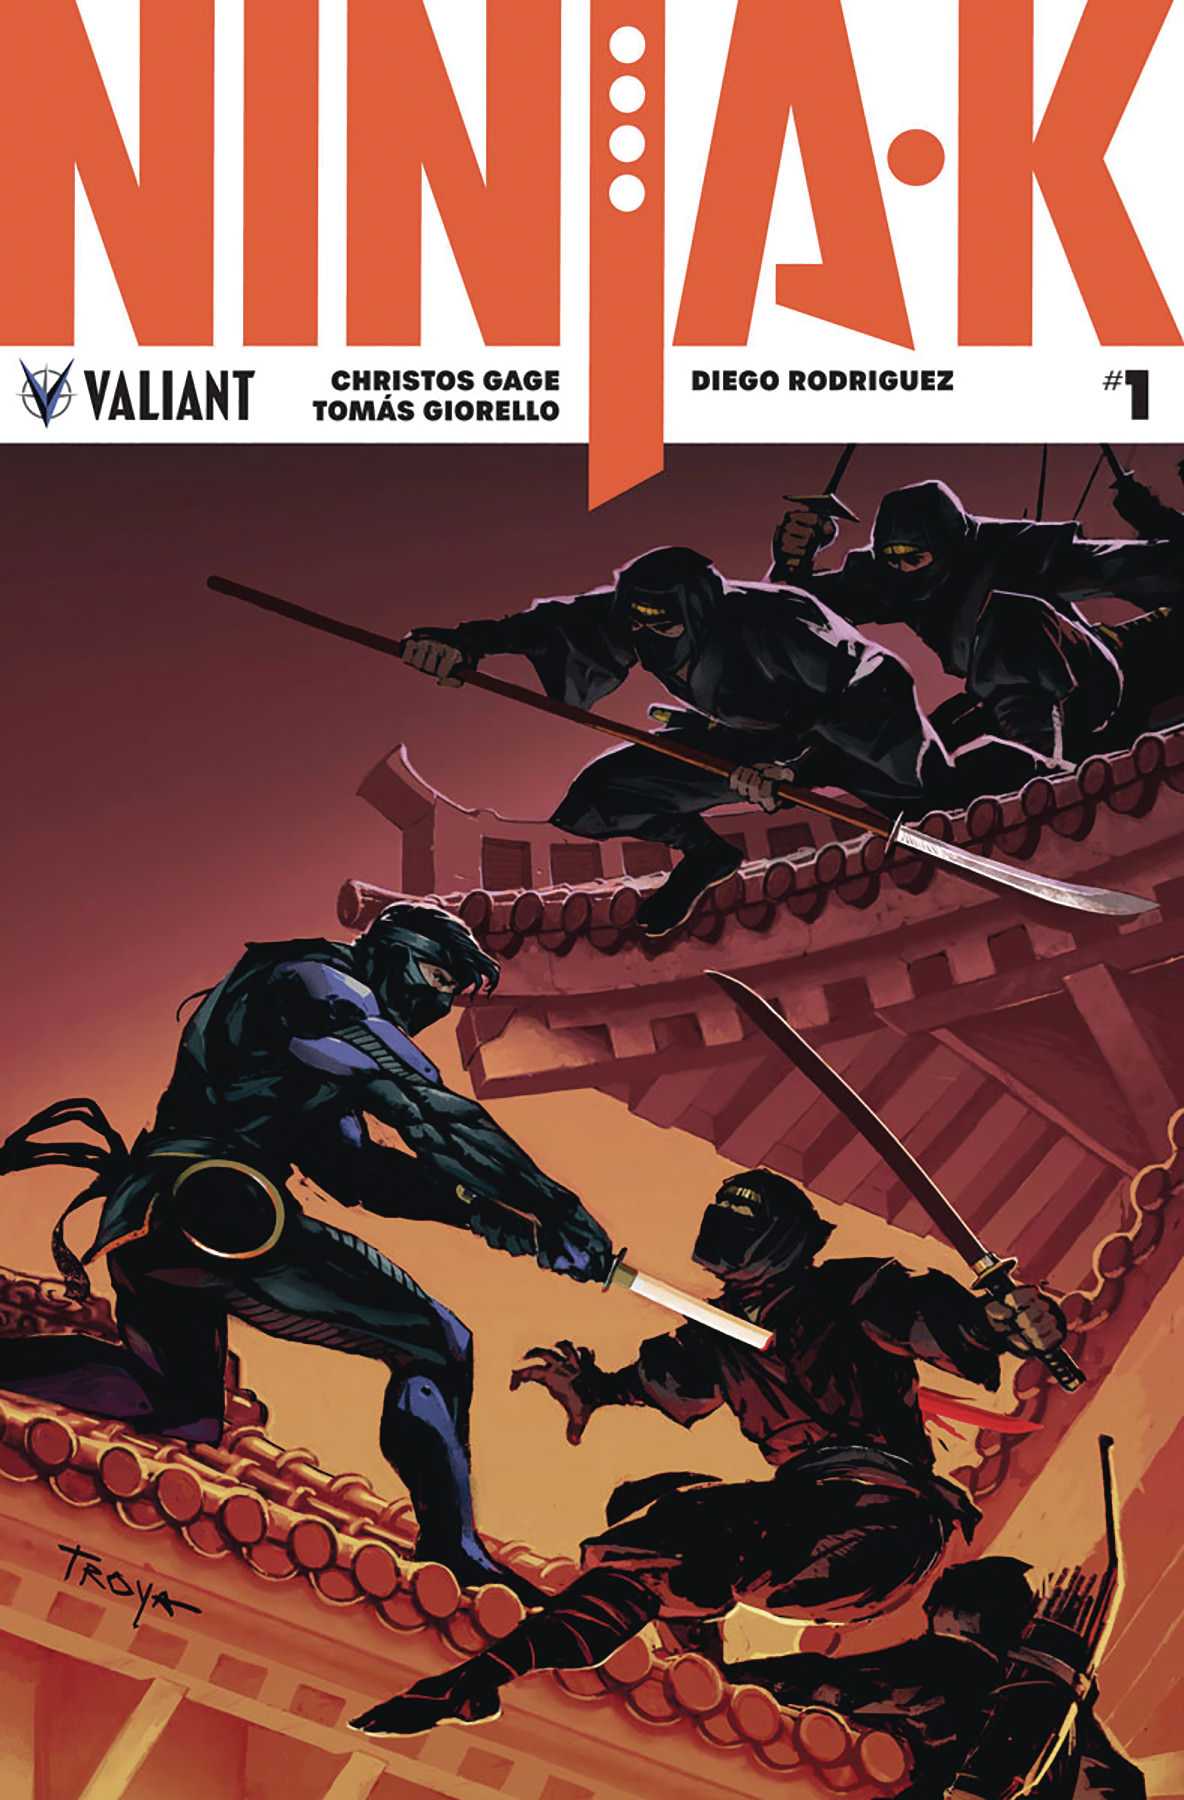 NINJA•K
VALIANT
CHRISTOS GAGE
TOMÁS GIORELLO
DIEGO RODRIGUEZ
#1
TROYA